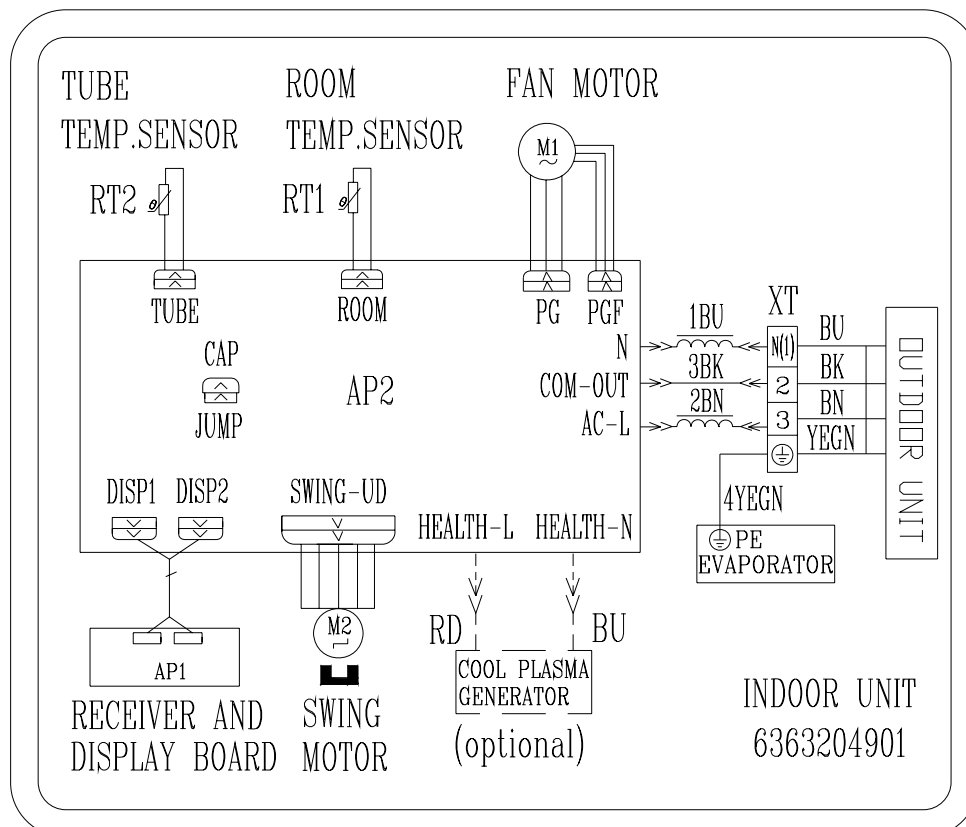 TUBE
TEMP.SENSOR
ROOM
TEMP.SENSOR
FAN MOTOR
RT2
θ
RT1
θ
M1
~
TUBE
ROOM
PG
PGF
CAP
JUMP
AP2
N
COM-OUT
AC-L
1BU
3BK
2BN
XT
N(1)
2
3
BU
BK
BN
YEGN
OUTDOOR UNIT
4YEGN
PE
EVAPORATOR
DISP1
DISP2
SWING-UD
HEALTH-L
HEALTH-N
RD
BU
M2
AP1
COOL PLASMA
GENERATOR
(optional)
RECEIVER AND
DISPLAY BOARD
SWING
MOTOR
INDOOR UNIT
6363204901